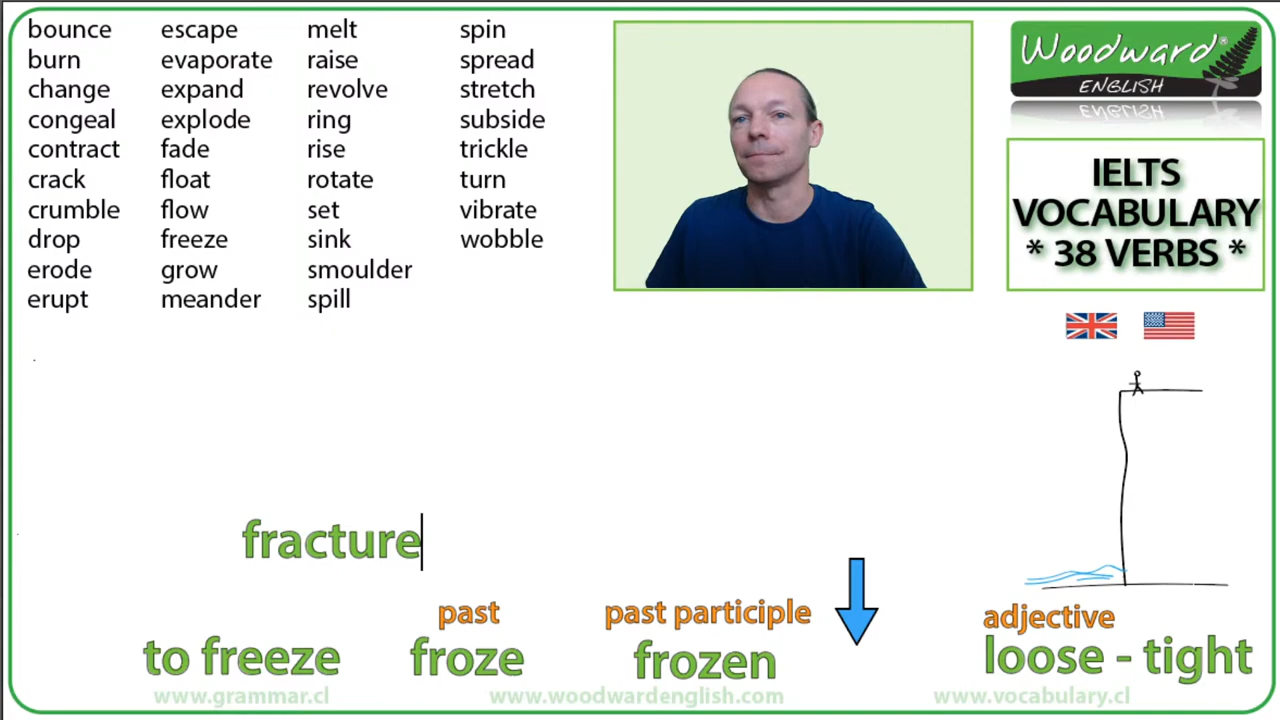 bounce
burn
change
congeal
contract
crack
crumble
drop
erode
erupt
escape
evaporate
expand
explode
fade
float
flow
freeze
grow
meander
melt
raise
revolve
ring
rise
rotate
set
sink
smoulder
spill
spin
spread
stretch
subside
trickle
turn
vibrate
wobble
Woodward®
ENGLISH
IELTS
VOCABULARY
* 38 VERBS *
fracture
past
past participle
adjective
to freeze
froze
frozen
loose - tight
www.grammar.cl
www.woodwardenglish.com
www.vocabulary.cl